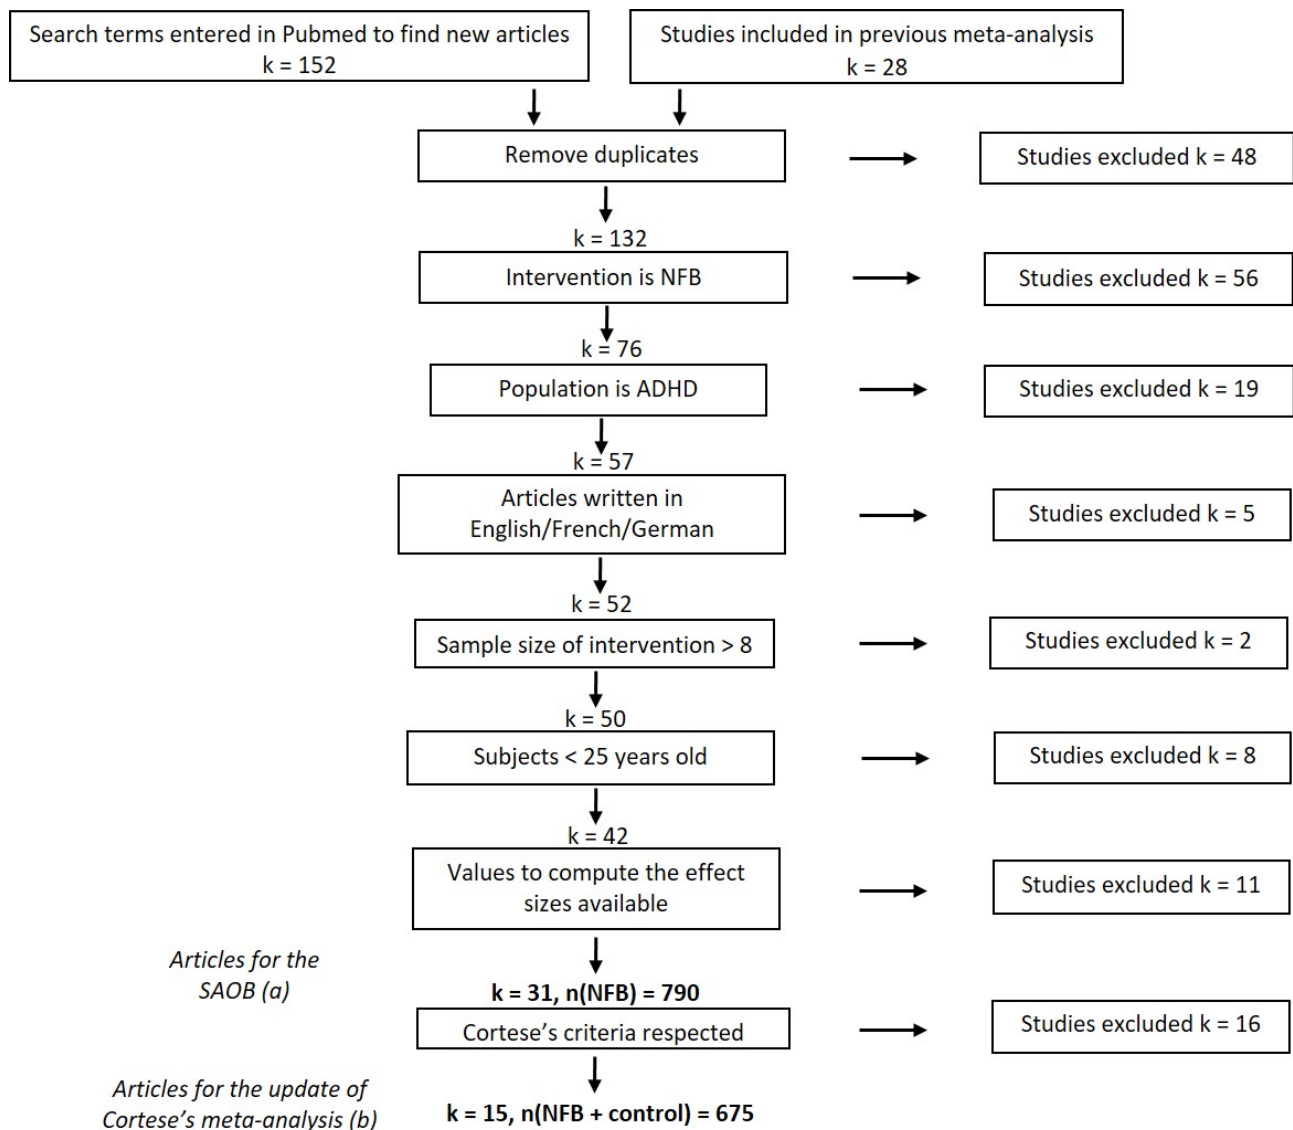 Search terms entered in Pubmed to find new articles
k = 152
Studies included in previous meta-analysis
k = 28
Remove duplicates
Studies excluded k = 48
k = 132
Intervention is NFB
Studies excluded k = 56
k = 76
Population is ADHD
Studies excluded k = 19
k = 57
Articles written in
English/French/German
Studies excluded k = 5
k = 52
Sample size of intervention > 8
Studies excluded k = 2
k = 50
Subjects < 25 years old
Studies excluded k = 8
k = 42
Values to compute the effect
sizes available
Studies excluded k = 11
Articles for the
SAOB (a)
k = 31, n(NFB) = 790
Cortese’s criteria respected
Studies excluded k = 16
Articles for the update of
Cortese’s meta-analysis (b)
k = 15, n(NFB + control) = 675